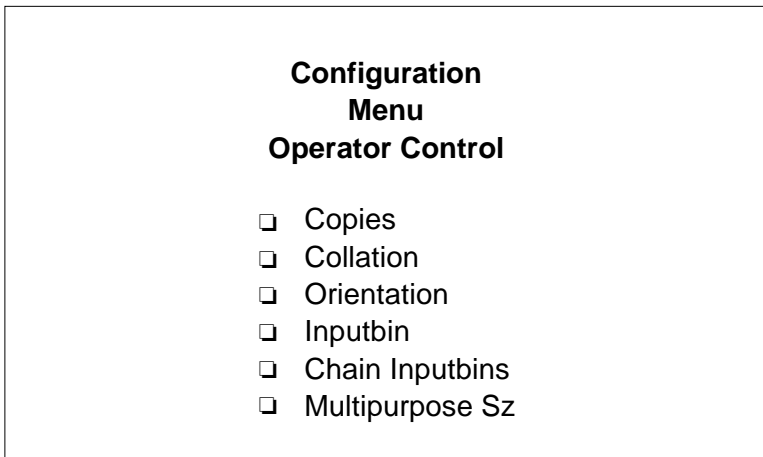 Configuration
Menu
Operator Control
❏ Copies
❏ Collation
❏ Orientation
❏ Inputbin
❏ Chain Inputbins
❏ Multipurpose Sz